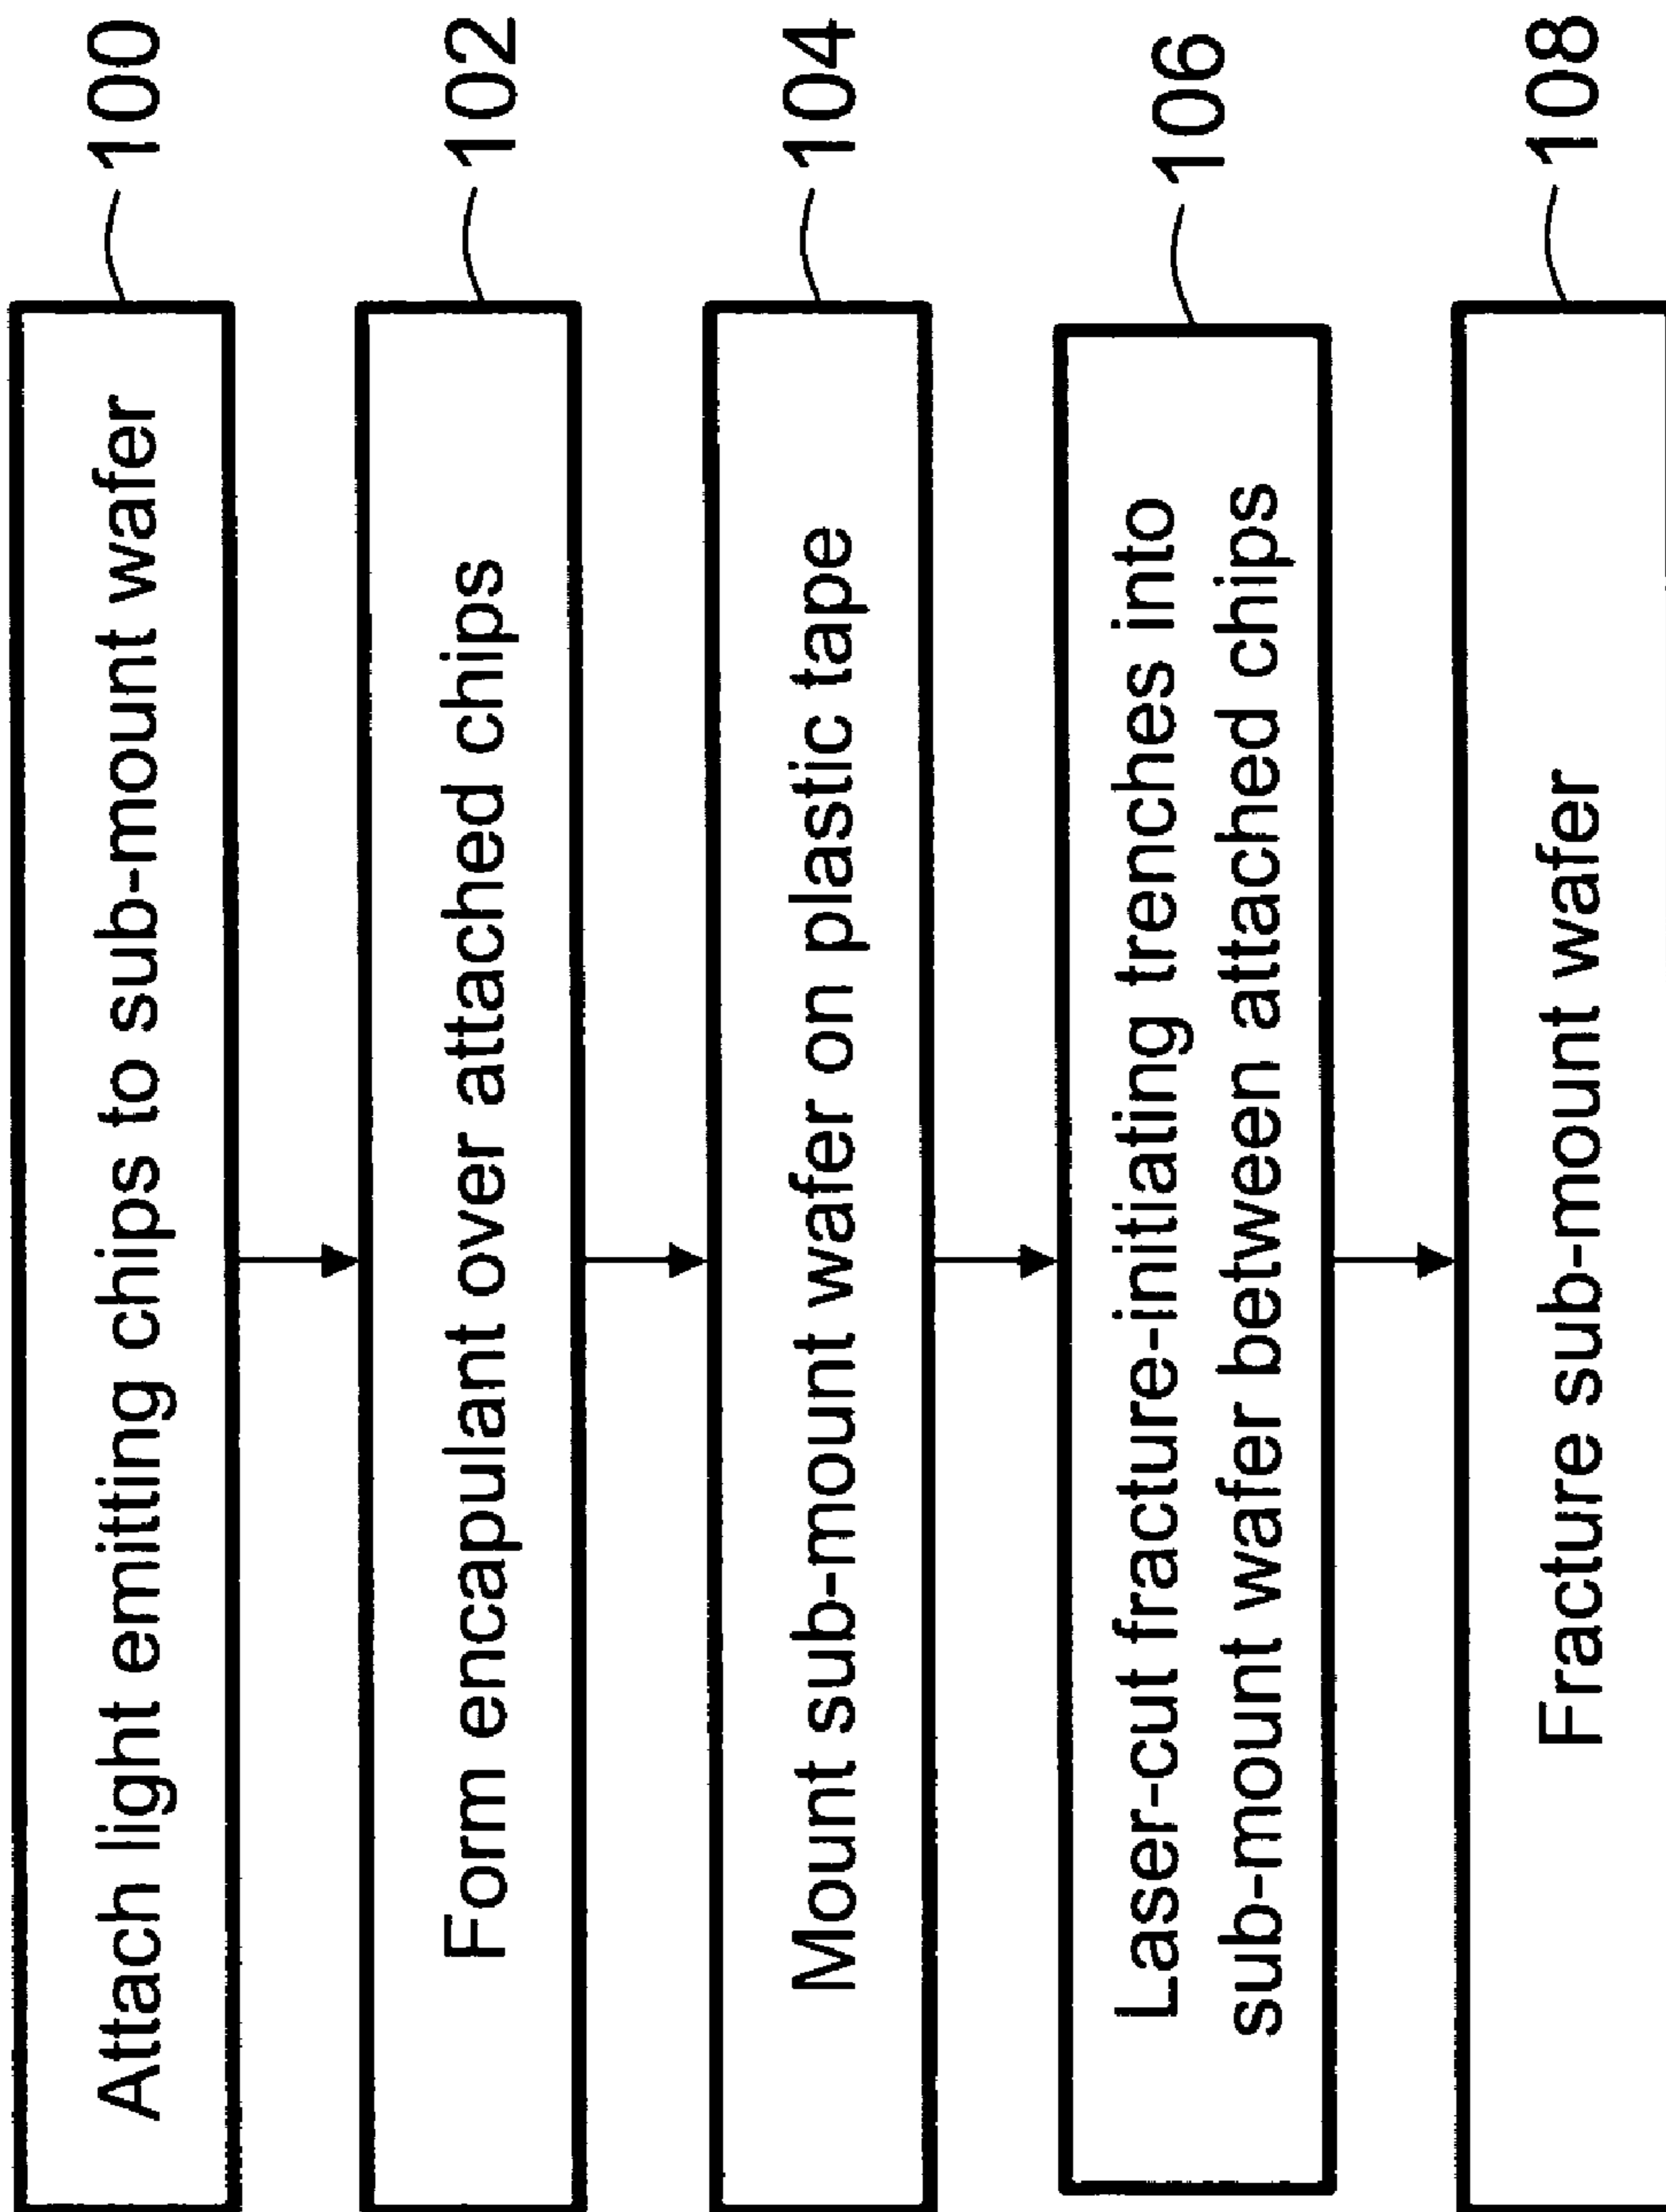 Attach light emitting chips to sub-mount wafer
100
Form encapulant over attached chips
102
Mount sub-mount wafer on plastic tape
104
Laser-cut fracture-initiating trenches into
sub-mount wafer between attached chips
106
Fracture sub-mount wafer
108